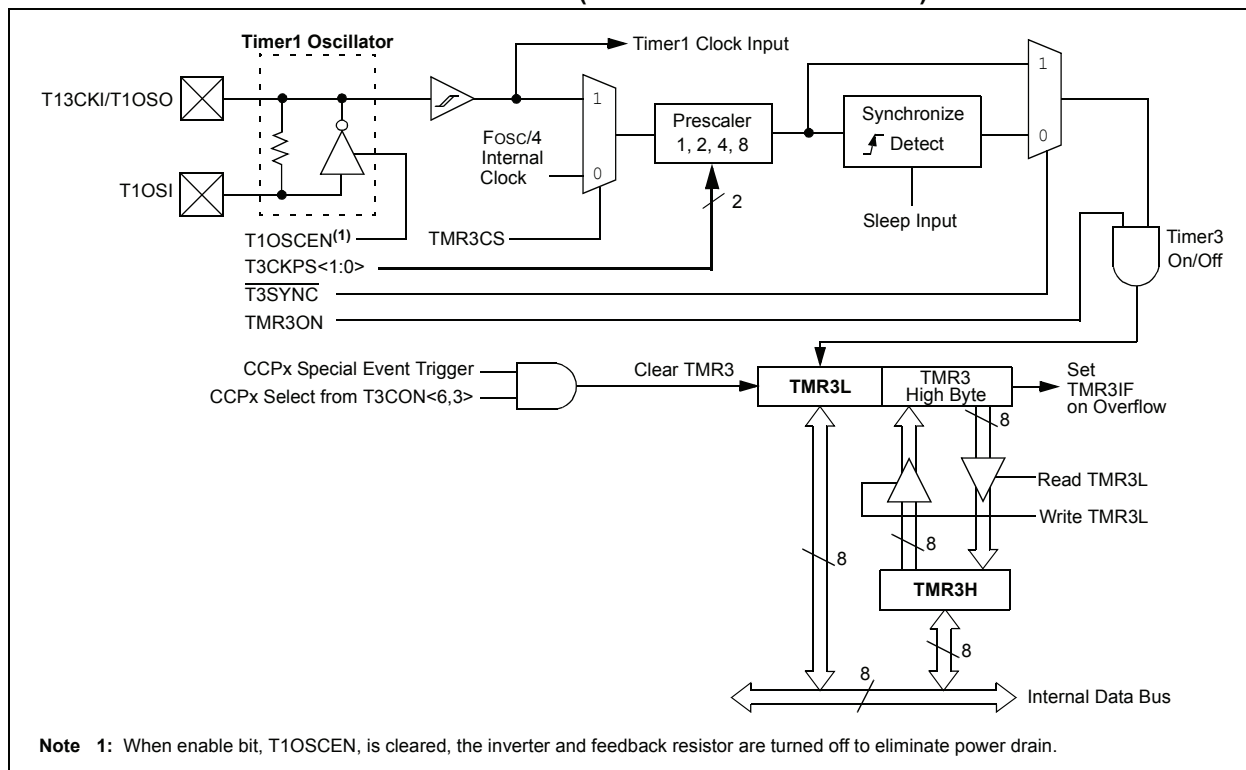 Timer1 Oscillator
Timer1 Clock Input
T13CKI/T1OSO
T1OSI
1
0
FOSC/4
Internal
Clock
Prescaler
1, 2, 4, 8
2
Synchronize
Detect
Sleep Input
1
0
T1OSCEN(1)
TMR3CS
T3CKPS<1:0>
T3SYNC
TMR3ON
Timer3
On/Off
CCPx Special Event Trigger
CCPx Select from T3CON<6,3>
Clear TMR3
TMR3L
TMR3
High Byte
Set
TMR3IF
on Overflow
8
Read TMR3L
Write TMR3L
8
8
TMR3H
8
8
Internal Data Bus
Note 1: When enable bit, T1OSCEN, is cleared, the inverter and feedback resistor are turned off to eliminate power drain.